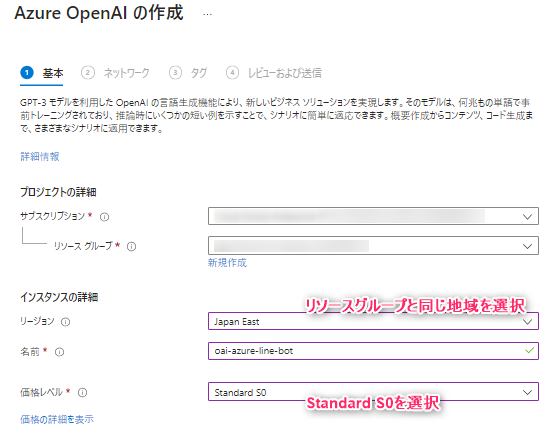 Azure OpenAI の作成 …
1 基本 2 ネットワーク 3 タグ 4 レビューおよび送信
GPT-3 モデルを利用した OpenAI の言語生成機能により、新しいビジネス ソリューションを実現します。そのモデルは、何兆もの単語で事
前トレーニングされており、推論時にいくつかの短い例を示すことで、シナリオに簡単に適応できます。概要作成からコンテンツ、コード生成ま
で、さまざまなシナリオに適用できます。
詳細情報
プロジェクトの詳細
サブスクリプション *
リソース グループ *
新規作成
インスタンスの詳細
リソースグループと同じ地域を選択
リージョン
Japan East
名前 *
oai-azure-line-bot
価格レベル *
Standard S0
Standard S0を選択
価格の詳細を表示